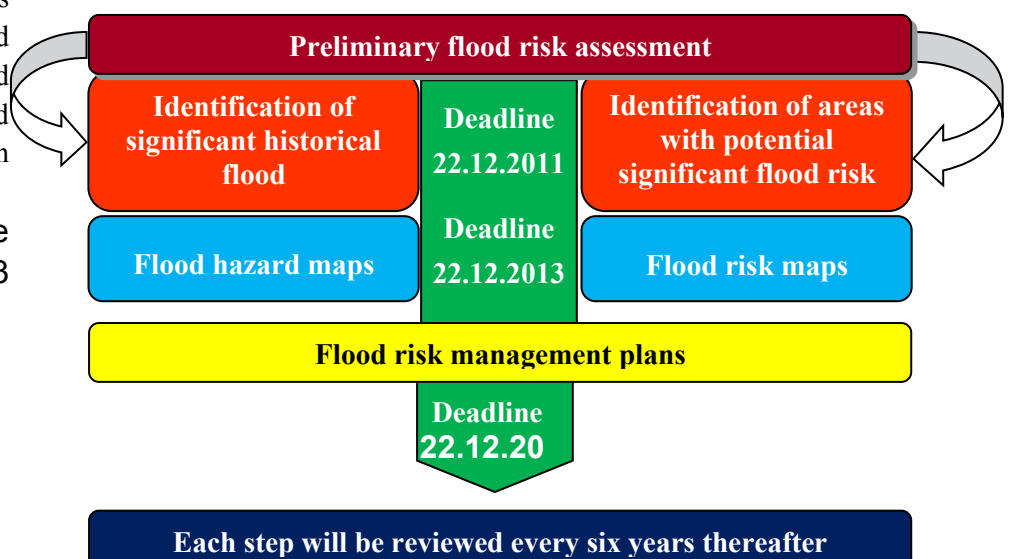 s
d
d
d
n
e
3
Preliminary flood risk assessment
Identification of
significant historical
flood
Deadline
22.12.2011
Identification of areas
with potential
significant flood risk
Flood hazard maps
Deadline
22.12.2013
Flood risk maps
Flood risk management plans
Deadline
22.12.20
Each step will be reviewed every six years thereafter